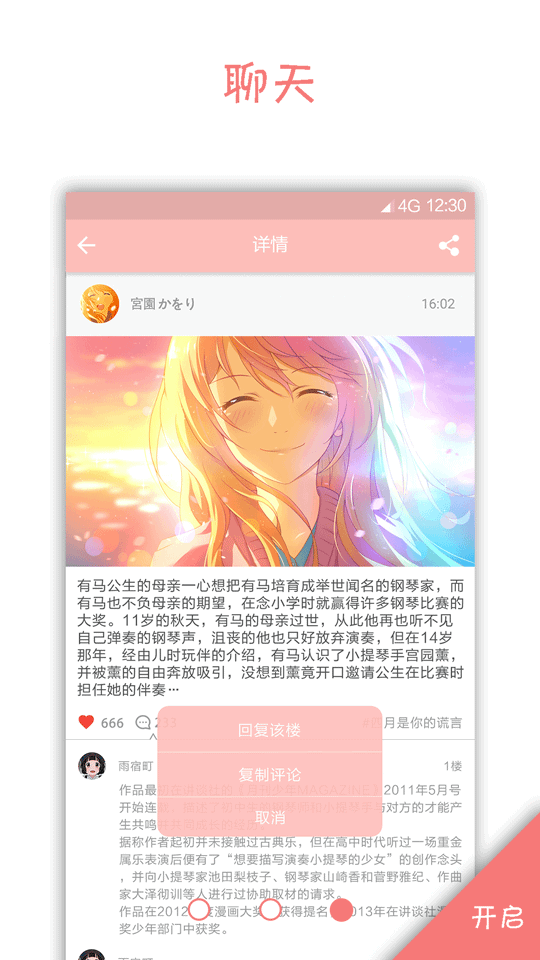 聊天
4G 12:30
详情
宫園かをり
16:02
有马公生的母亲一心想把有马培育成举世闻名的钢琴家，而
有马也不负母亲的期望，在念小学时就赢得许多钢琴比赛的
大奖。11岁的秋天，有马的母亲过世，从此他再也听不见
自己弹奏的钢琴声，沮丧的他也只好放弃演奏，但在14岁
那年，经由儿时玩伴的介绍，有马认识了小提琴手宫园薰，
并被薰的自由奔放吸引，没想到薰竟开口邀请公生在比赛时
担任她的伴奏…
666
233
月是你的谎言
回复该楼
复制评论
取消
雨宿町
1楼
作品最
MAGAZINE
2011年5月号
开始连
与对方的才能产
生共鸣
据称作者起初并未接触过古典乐，但在高中时代听过一场重金
属乐表演后便有了“想要描写演奏小提琴的少女”的创作念头
，并向小提琴家池田梨枝子、钢琴家山崎香和菅野雅纪、作曲
家大泽彻训等人进行过协助取材的请求。
作品在2012
度漫画大奖
获得提名
2013年在讲谈社漫
奖少年部门中获奖。
开启